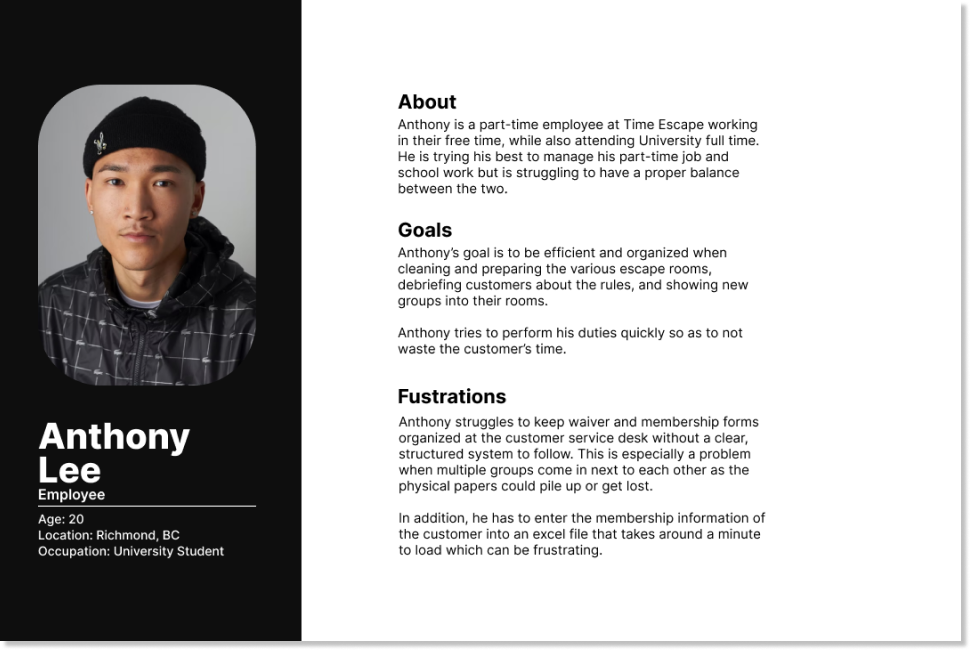 Anthony
Lee
Employee
Age: 20
Location: Richmond, BC
Occupation: University Student
About
Anthony is a part-time employee at Time Escape working
in their free time, while also attending University full time.
He is trying his best to manage his part-time job and
school work but is struggling to have a proper balance
between the two.
Goals
Anthony’s goal is to be efficient and organized when
cleaning and preparing the various escape rooms,
debriefing customers about the rules, and showing new
groups into their rooms.
Anthony tries to perform his duties quickly so as to not
waste the customer’s time.
Fustrations
Anthony struggles to keep waiver and membership forms
organized at the customer service desk without a clear,
structured system to follow. This is especially a problem
when multiple groups come in next to each other as the
physical papers could pile up or get lost.
In addition, he has to enter the membership information of
the customer into an excel file that takes around a minute
to load which can be frustrating.